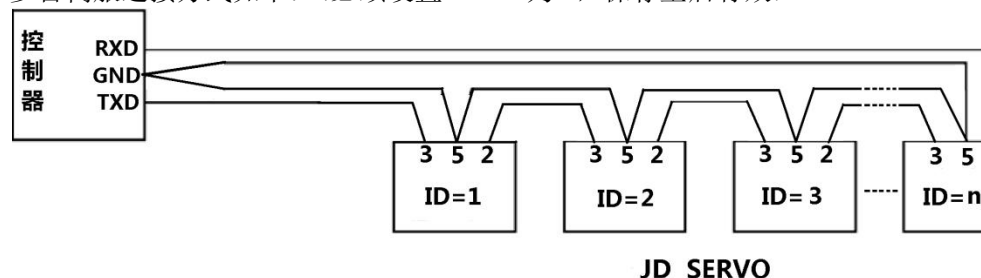 控制器
RXD
GND
TXD
3 5 2
3 5 2
3 5 2
3 5
ID=1
ID=2
ID= 3
ID=n
JD SERVO